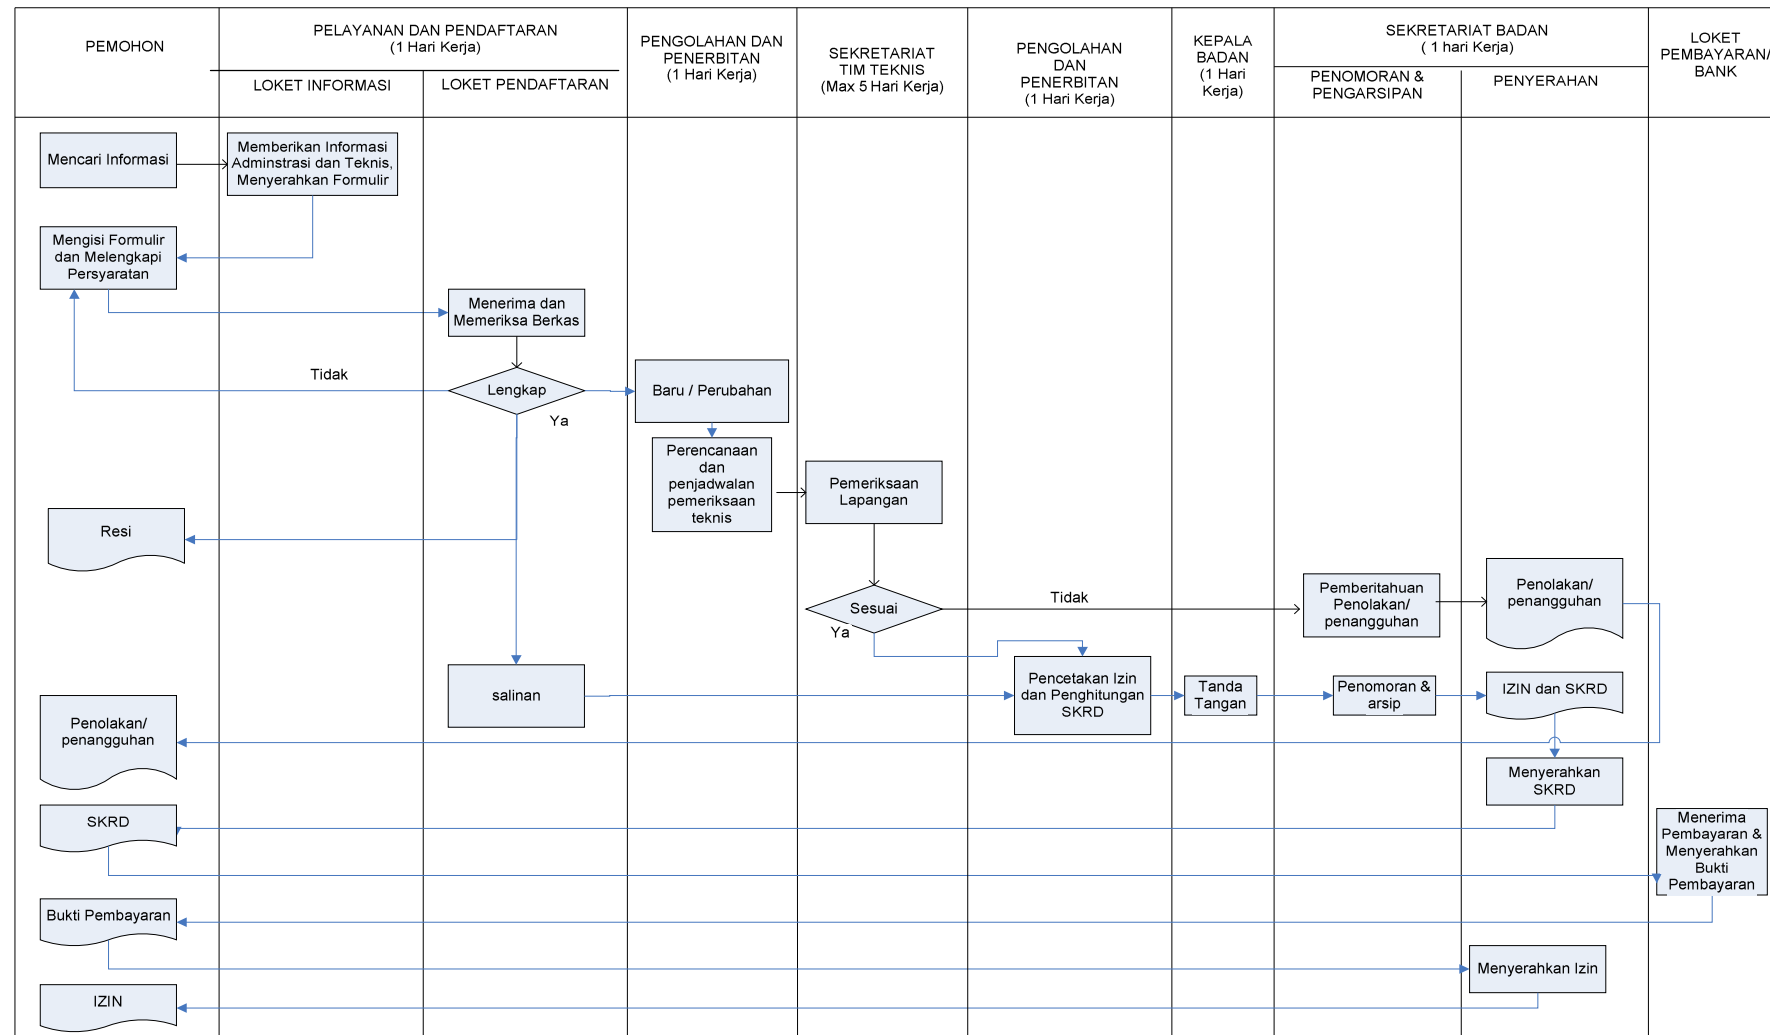 PEMOHON
PELAYANAN DAN PENDAFTARAN
(1 Hari Kerja)
LOKET INFORMASI
LOKET PENDAFTARAN
PENGOLAHAN DAN
PENERBITAN
(1 Hari Kerja)
SEKRETARIAT
TIM TEKNIS
(Max 5 Hari Kerja)
PENGOLAHAN
DAN
PENERBITAN
(1 Hari Kerja)
KEPALA
BADAN
(1 Hari
Kerja)
SEKRETARIAT BADAN
( 1 hari Kerja)
PENOMORAN &
PENGARSIPAN
PENYERAHAN
LOKET
PEMBAYARAN/
BANK
Mencari Informasi
Memberikan Informasi
Adminstrasi dan Teknis,
Menyerahkan Formulir
Mengisi Formulir
dan Melengkapi
Persyaratan
Menerima dan
Memeriksa Berkas
Tidak
Lengkap
Ya
Baru / Perubahan
Perencanaan
dan
penjadwalan
pemeriksaan
teknis
Pemeriksaan
Lapangan
Resi
Sesuai
Ya
Tidak
Pemberitahuan
Penolakan/
penangguhan
Penolakan/
penangguhan
salinan
Pencetakan Izin
dan Penghitungan
SKRD
Tanda
Tangan
Penomoran &
arsip
IZIN dan SKRD
Penolakan/
penangguhan
Menyerahkan
SKRD
SKRD
Menerima
Pembayaran &
Menyerahkan
Bukti
Pembayaran
Bukti Pembayaran
Menyerahkan Izin
IZIN